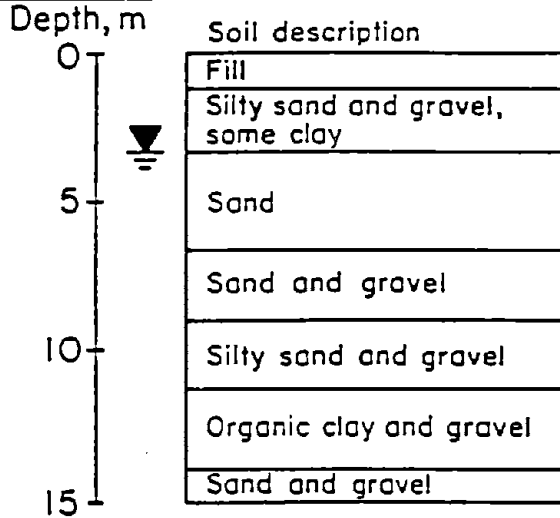 Depth, m
Soil description
0
Fill
Silty sand and gravel,
some clay
5
Sand
Sand and gravel
10
Silty sand and gravel
Organic clay and gravel
Sand and gravel
15